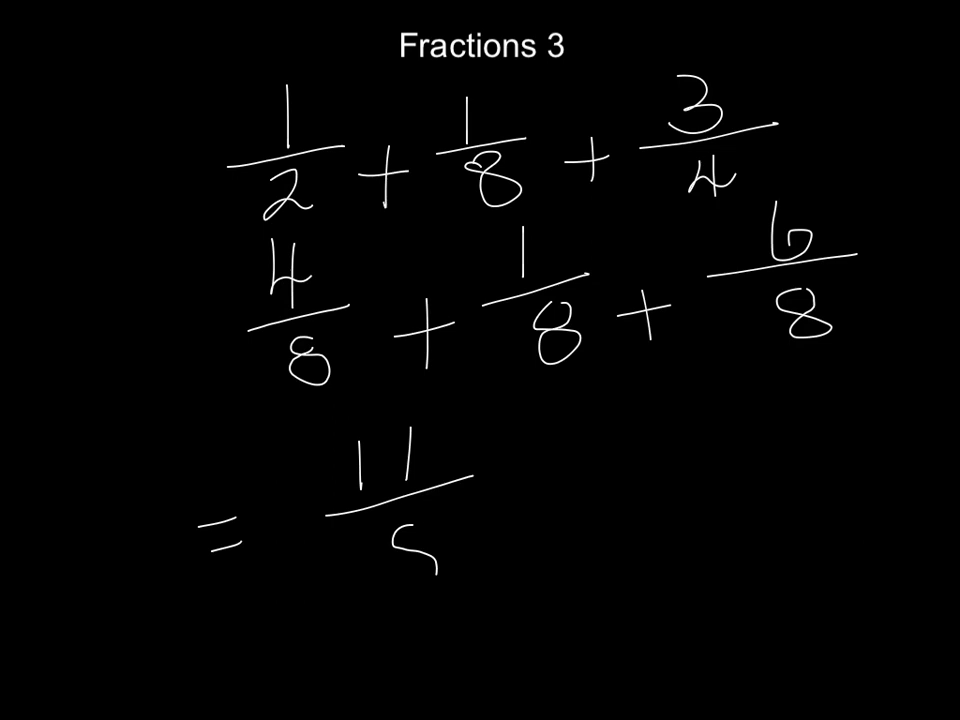 Fractions 3
1/2 + 1/8 + 3/4
4/8 + 1/8 + 6/8
= 11/